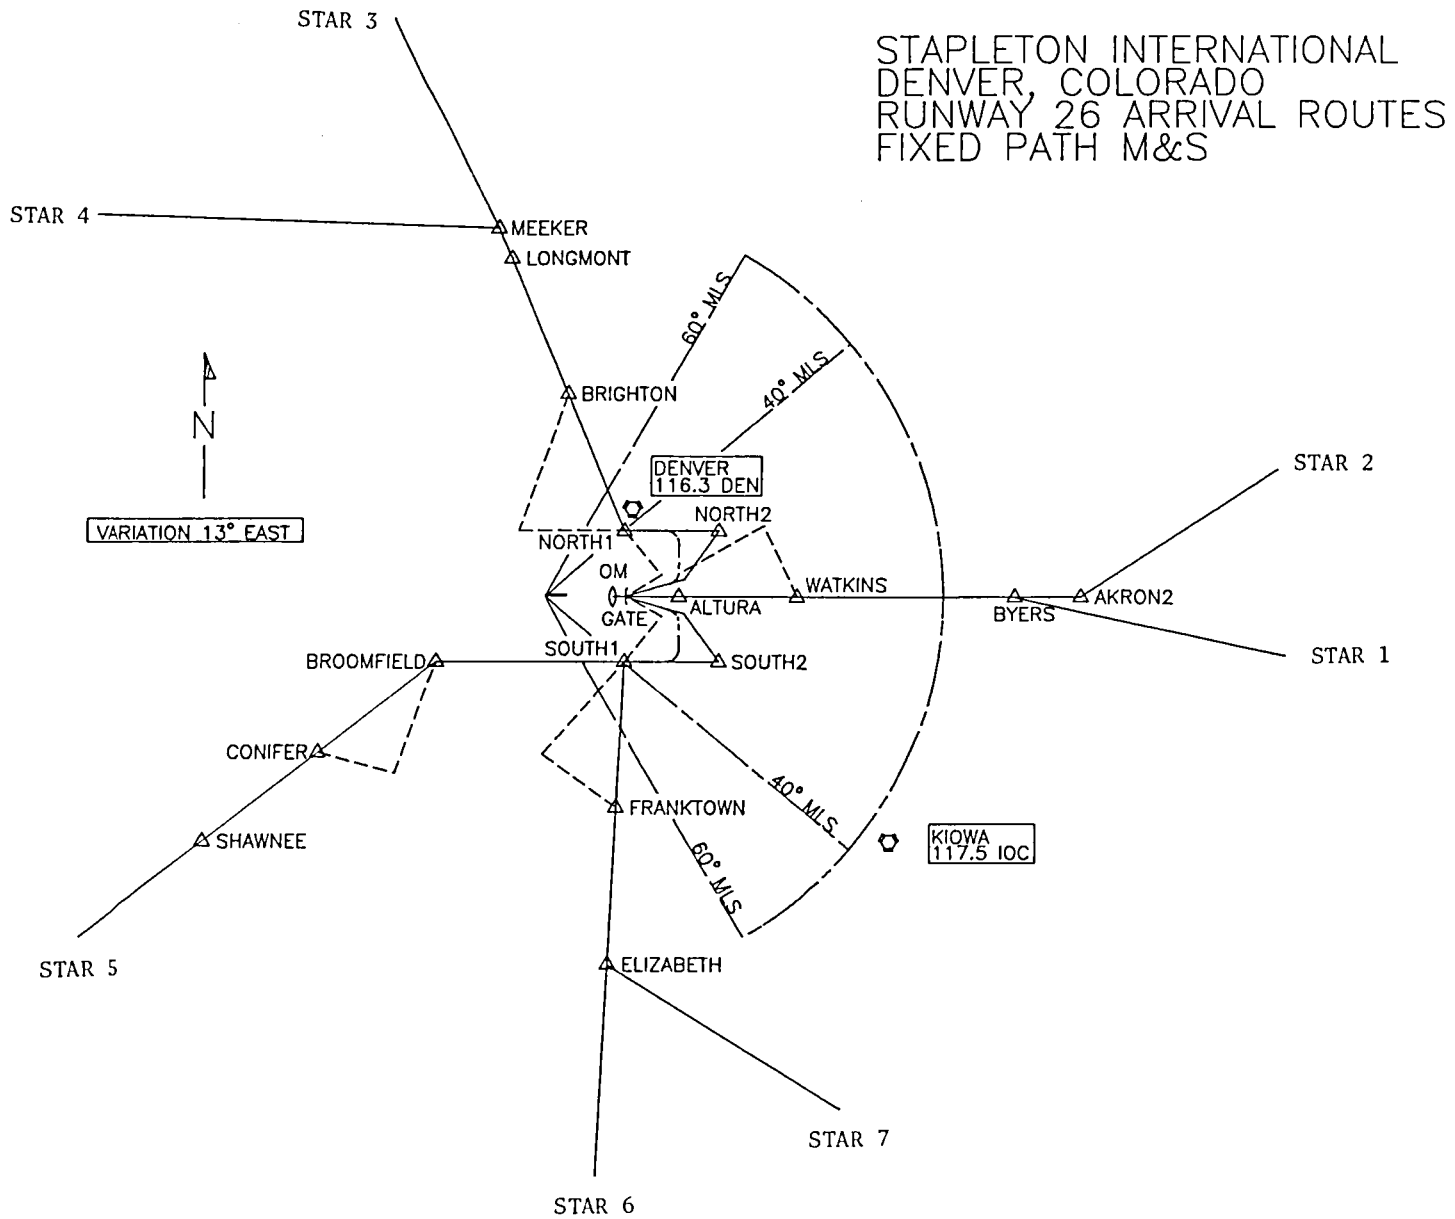 STAR 3
STAPLETON INTERNATIONAL
DENVER, COLORADO
RUNWAY 26 ARRIVAL ROUTES
FIXED PATH M&S
STAR 4
MEEKER
LONGMONT
60° MLS
40° MLS
BRIGHTON
N
DENVER
116.3 DEN
STAR 2
VARIATION 13° EAST
NORTH1
NORTH2
OM
WATKINS
GATE
ALTURA
BYERS
AKRON2
SOUTH1
SOUTH2
STAR 1
BROOMFIELD
CONIFER
40° MLS
FRANKTOWN
SHAWNEE
KIOWA
117.5 IOC
60° MLS
STAR 5
ELIZABETH
STAR 7
STAR 6